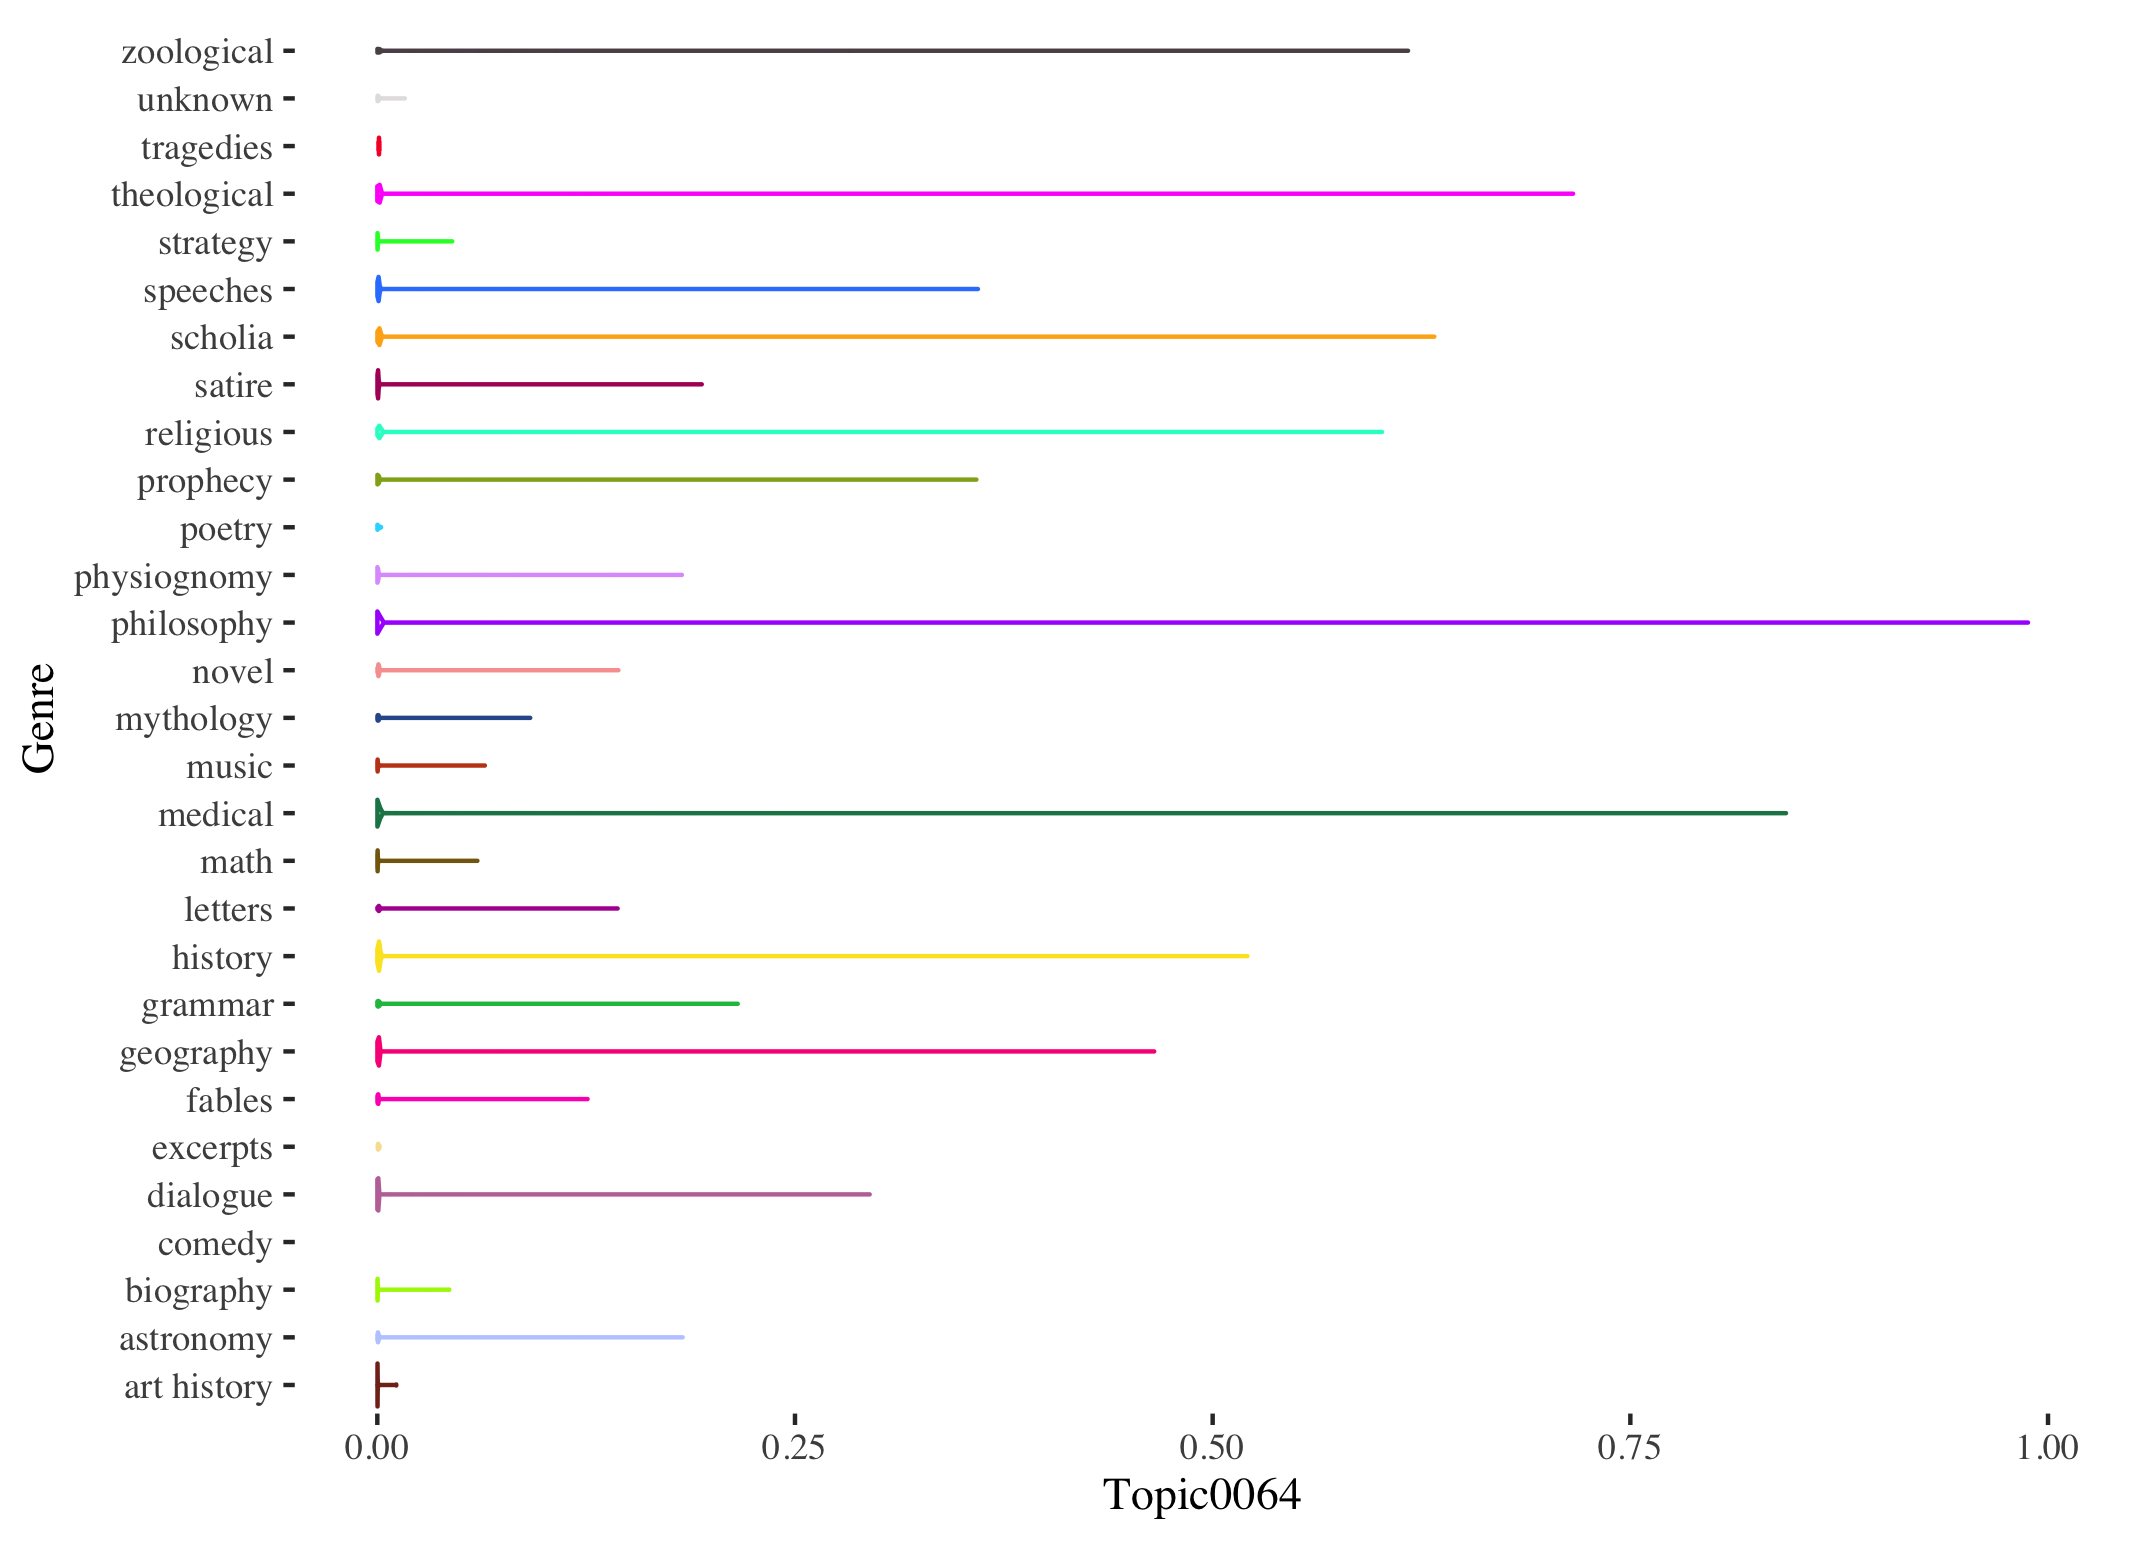 zoological
unknown
tragedies
theological
strategy
speeches
scholia
satire
religious
prophecy
poetry
physiognomy
philosophy
novel
mythology
music
medical
math
letters
history
grammar
geography
fables
excerpts
dialogue
comedy
biography
astronomy
art history
Genre
0.00 0.25 0.50 0.75 1.00
Topic0064